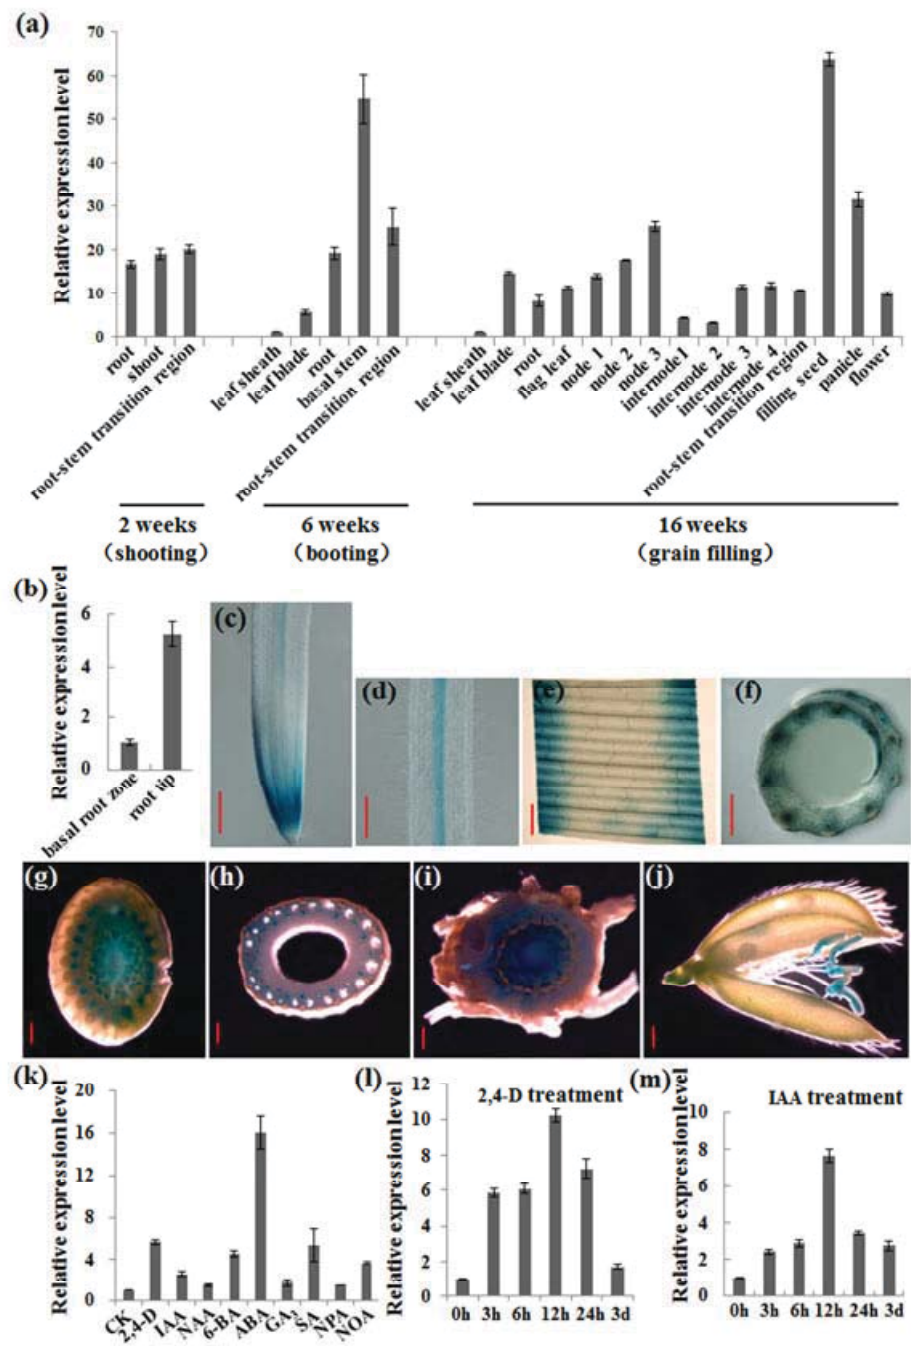 (a)
Relative expression level
70
60
50
40
30
20
10
0
root
shoot
root-stem transition region
leaf sheath
leaf blade
root
basal stem
root-stem transition region
leaf sheath
leaf blade
root
flag leaf
node 1
node 2
node 3
internode1
internode 2
internode 3
internode 4
root-stem transition region
filling seed
panicle
flower
2 weeks
(shooting)
6 weeks
(booting)
16 weeks
(grain filling)
(b)
Relative expression level
6
4
2
0
basal root zone
root tip
(c)
(d)
(e)
(f)
(g)
(h)
(i)
(j)
(k)
Relative expression level
20
16
12
8
4
0
CK
2,4-D
IAA
NAA
6-BA
ABA
GA3
SA
NPA
NOA
(l)
2,4-D treatment
Relative expression level
12
10
8
6
4
2
0
0h
3h
6h
12h
24h
3d
(m)
IAA treatment
Relative expression level
10
8
6
4
2
0
0h
3h
6h
12h
24h
3d